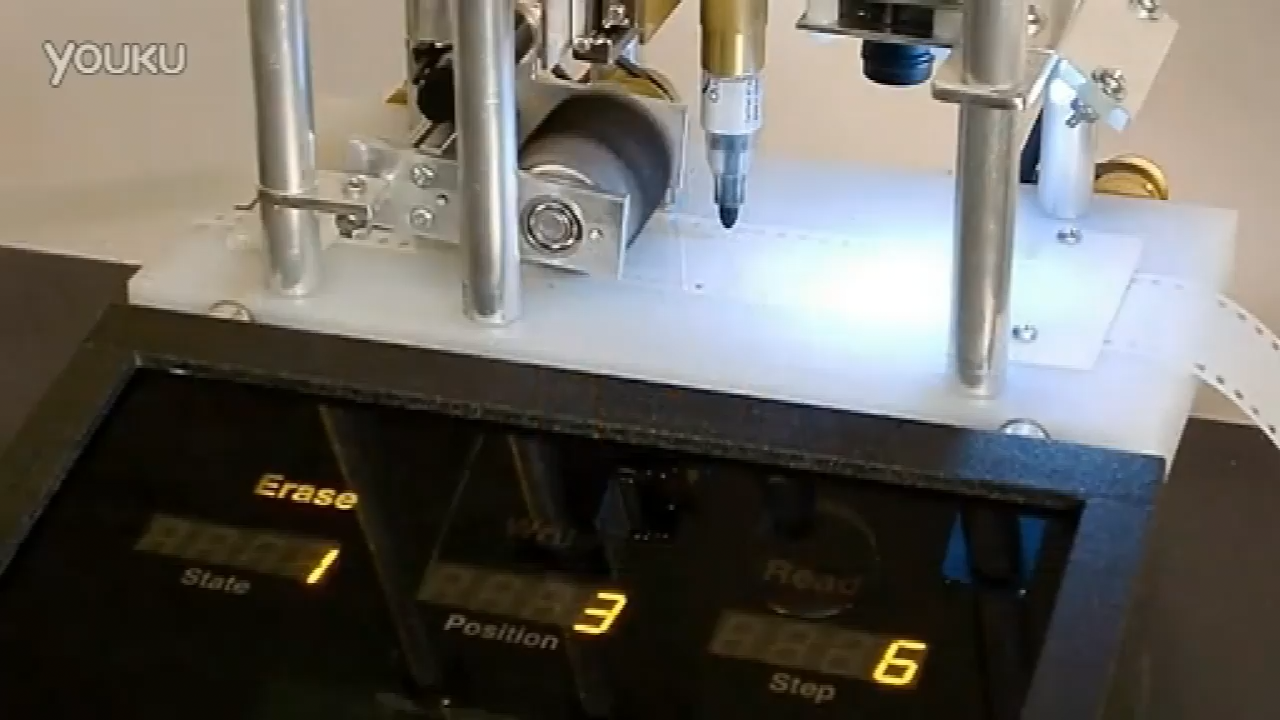 YOUKU
Erase
Read
1
3
6
State
Position
Step